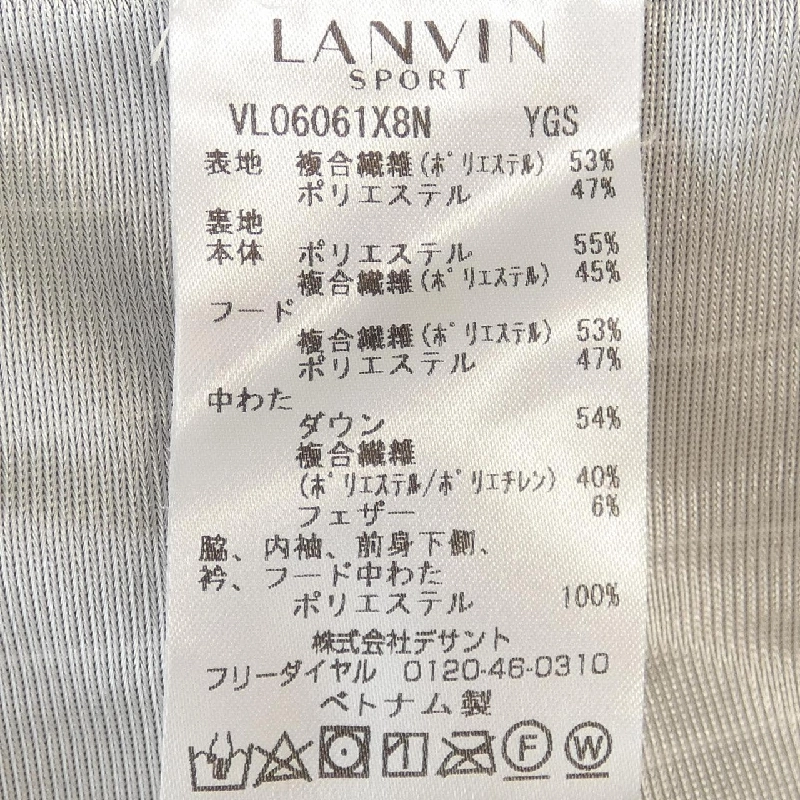 LANVIN
SPORT
VL06061X8N YGS
表地 複合繊維(ポリエステル) 53%
ポリエステル 47%
裏地
本体 ポリエステル 55%
複合繊維(ポリエステル) 45%
フード
複合繊維(ポリエステル) 53%
ポリエステル 47%
中わた
ダウン 54%
複合繊維
(ポリエステル/ポリエチレン) 40%
フェザー 6%
脇、内袖、前身下側、
衿、フード中わた
ポリエステル 100%
株式会社デサント
フリーダイヤル 0120-46-0310
ベトナム製
F W